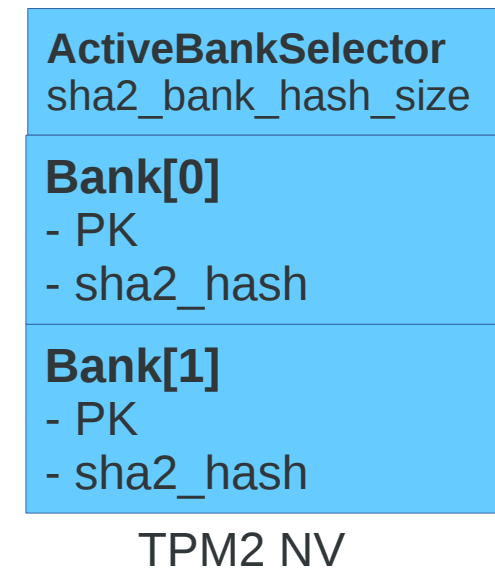 ActiveBankSelector
sha2_bank_hash_size
Bank[0]
- PK
- sha2_hash
Bank[1]
- PK
- sha2_hash
TPM2 NV